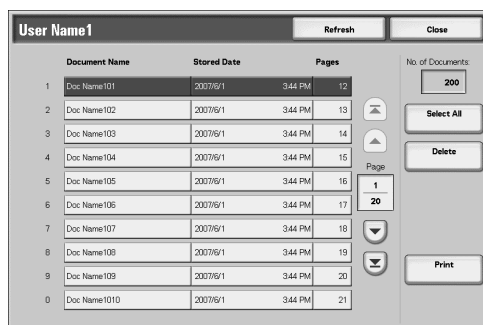 User Name1 Refresh Close
Document Name Stored Date Pages No. of Documents:
200
1 Doc Name101 2007/6/1 3:44 PM 12
2 Doc Name102 2007/6/1 3:44 PM 13
Select All
3 Doc Name103 2007/6/1 3:44 PM 14
4 Doc Name104 2007/6/1 3:44 PM 15
Delete
Page
5 Doc Name105 2007/6/1 3:44 PM 16
1
6 Doc Name106 2007/6/1 3:44 PM 17
20
7 Doc Name107 2007/6/1 3:44 PM 18
8 Doc Name108 2007/6/1 3:44 PM 19
Print
9 Doc Name109 2007/6/1 3:44 PM 20
0 Doc Name1010 2007/6/1 3:44 PM 21